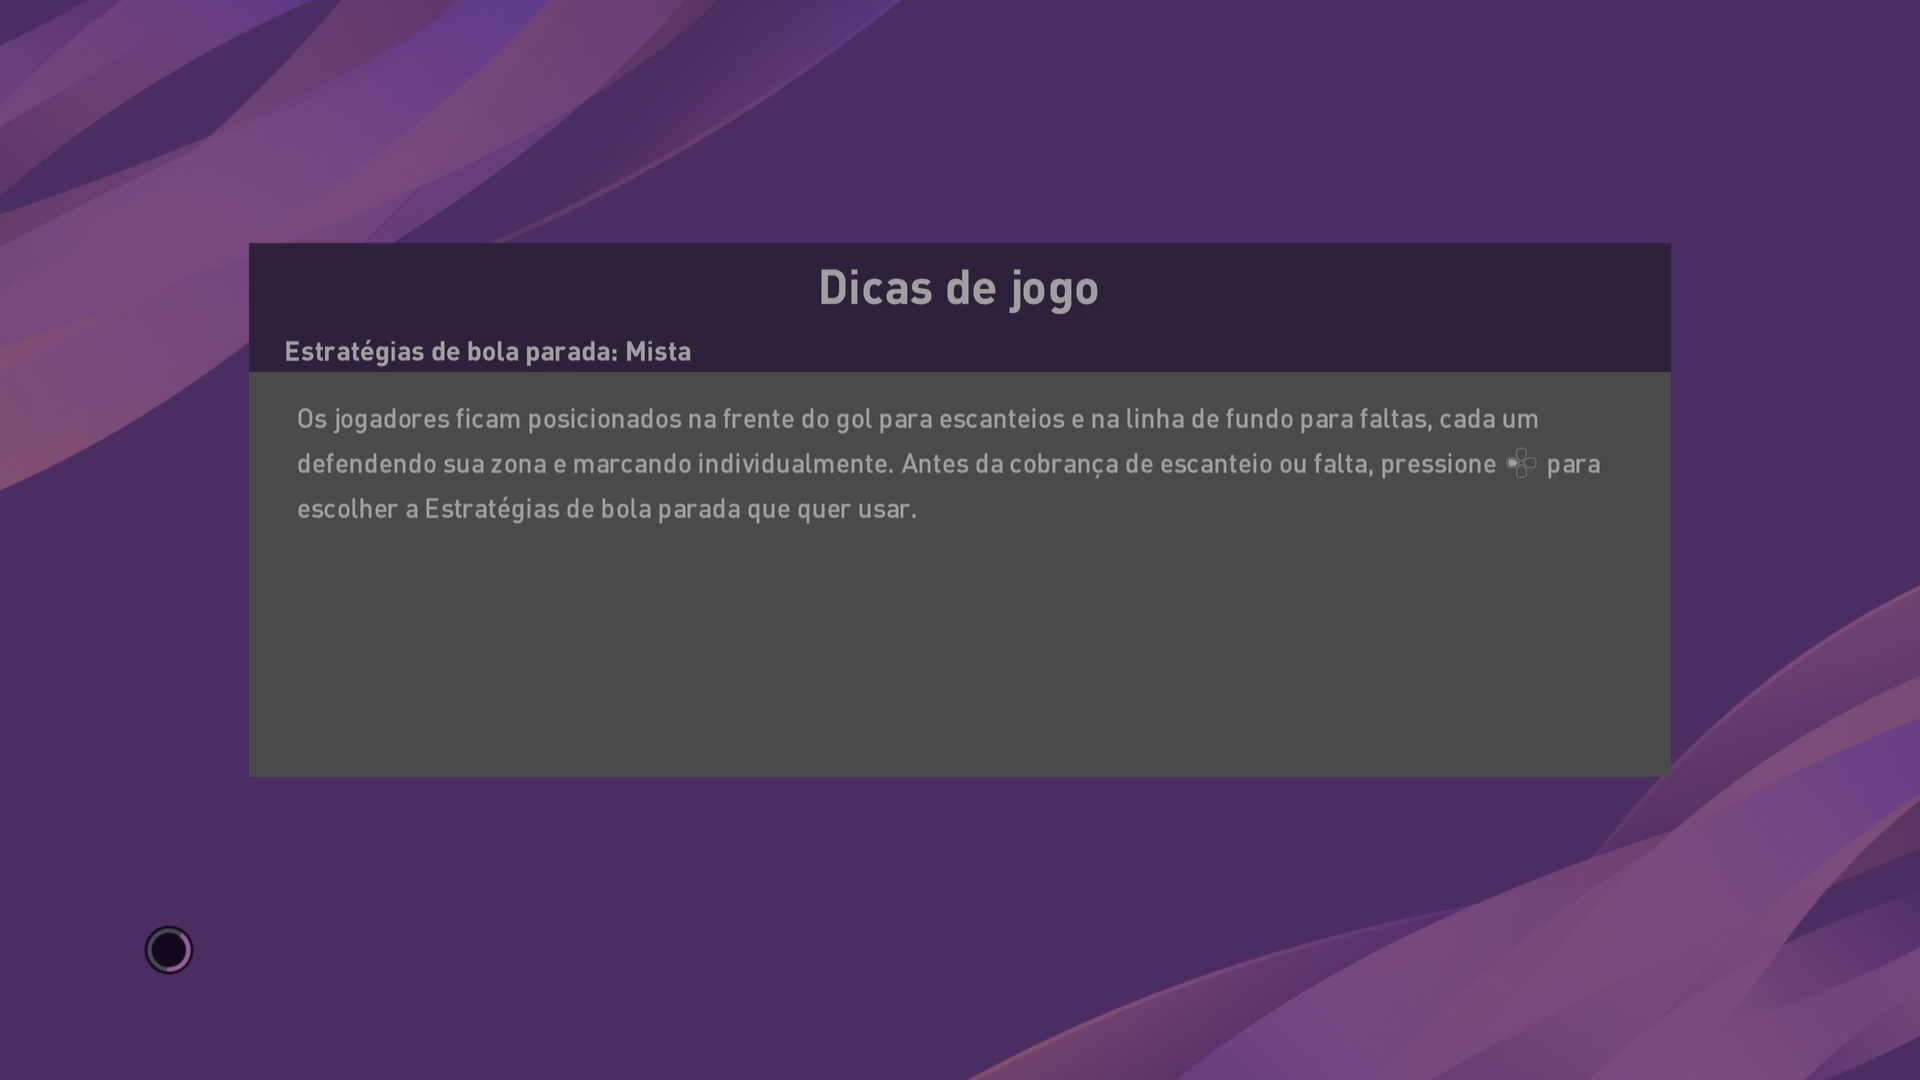 Dicas de jogo
Estratégias de bola parada: Mista
Os jogadores ficam posicionados na frente do gol para escanteios e na linha de fundo para faltas, cada um
defendendo sua zona e marcando individualmente. Antes da cobrança de escanteio ou falta, pressione para
escolher a Estratégias de bola parada que quer usar.